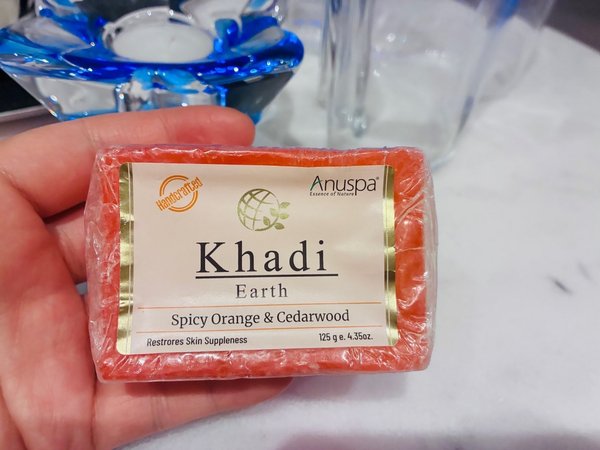 Handcrafted
Anuspa®
Essence of Nature
Khadi
Earth
Spicy Orange & Cedarwood
Restrores Skin Suppleness
125 g e. 4.35oz.